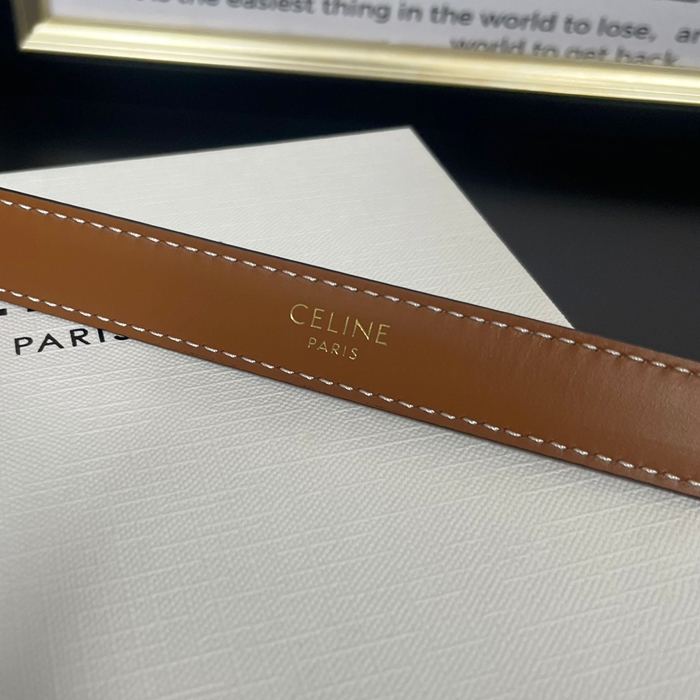 the easiest thing in the world to lose,
world to get back
CELINE
PARIS
PARIS